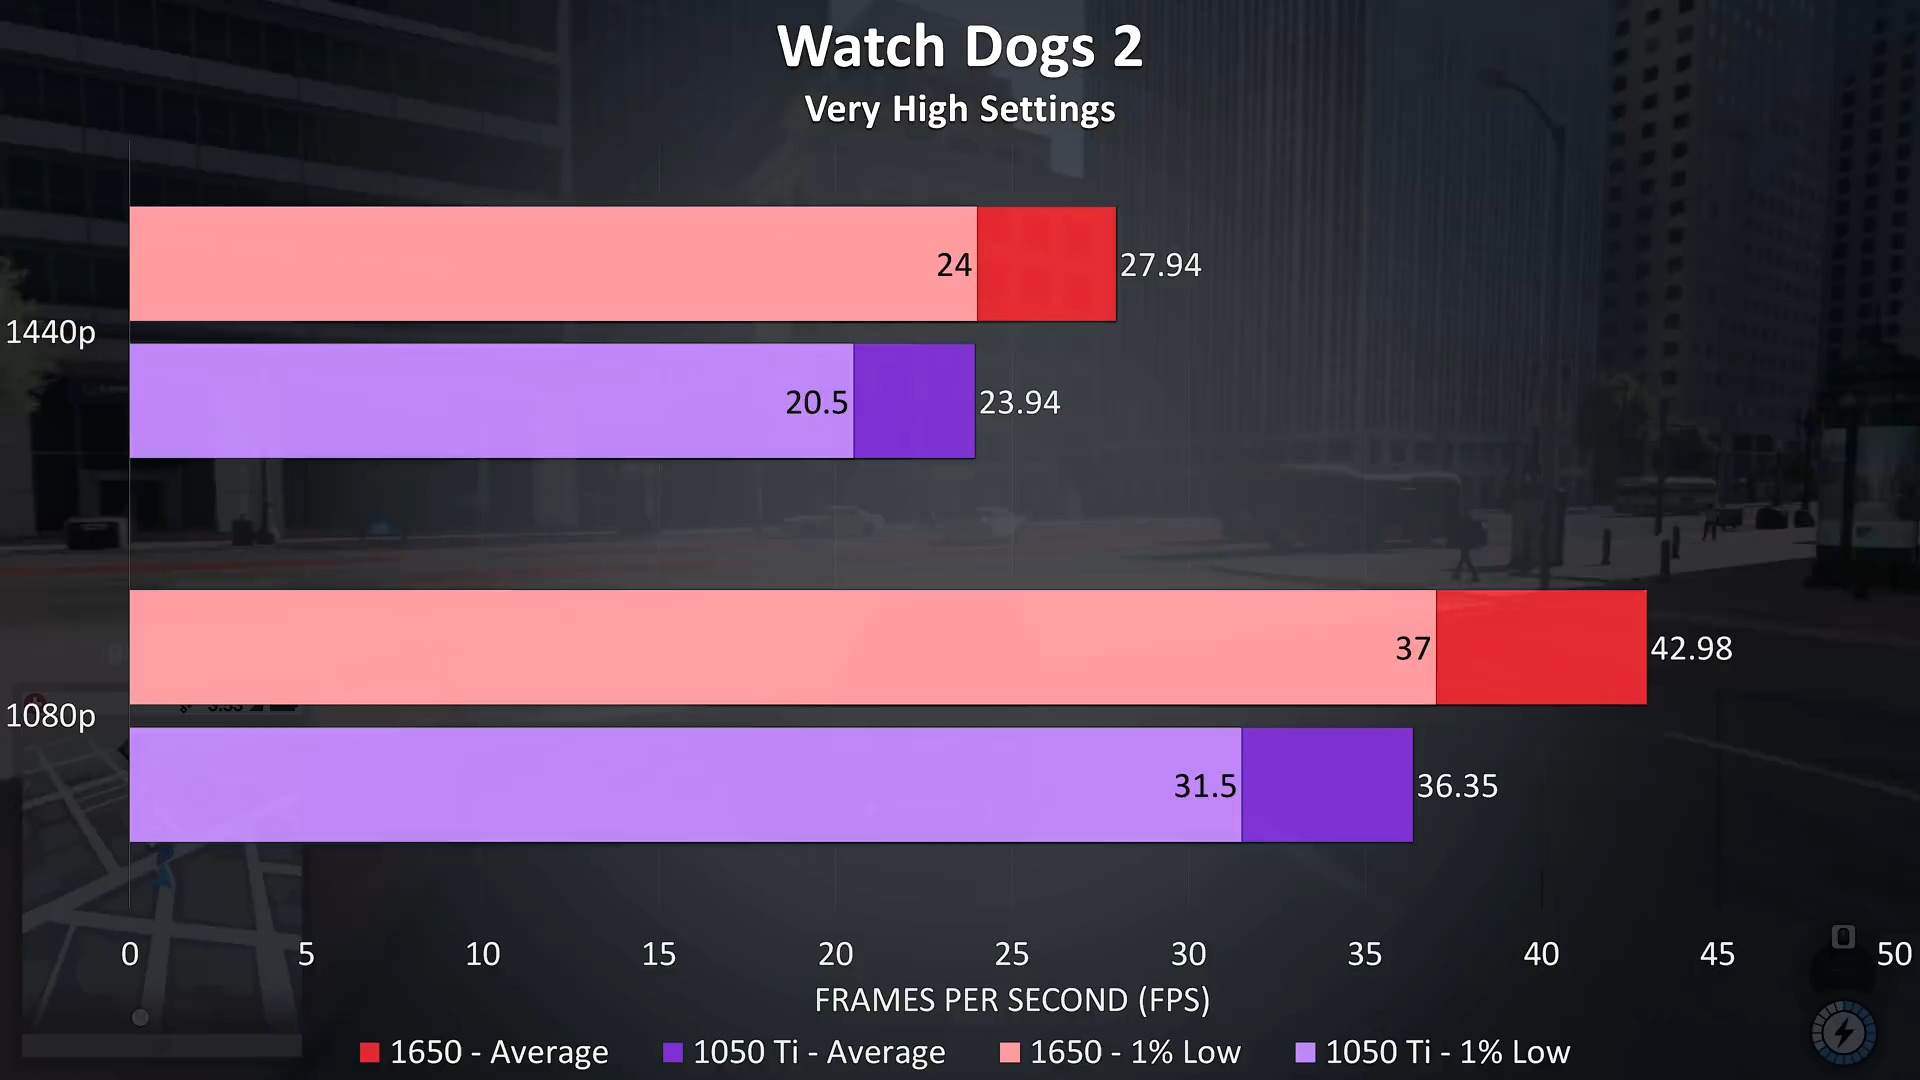 Watch Dogs 2
Very High Settings
24 27.94
1440p
20.5 23.94
37 42.98
1080p
31.5 36.35
0 5 10 15 20 25 30 35 40 45 50
FRAMES PER SECOND (FPS)
1650 - Average 1050 Ti - Average 1650 - 1% Low 1050 Ti - 1% Low